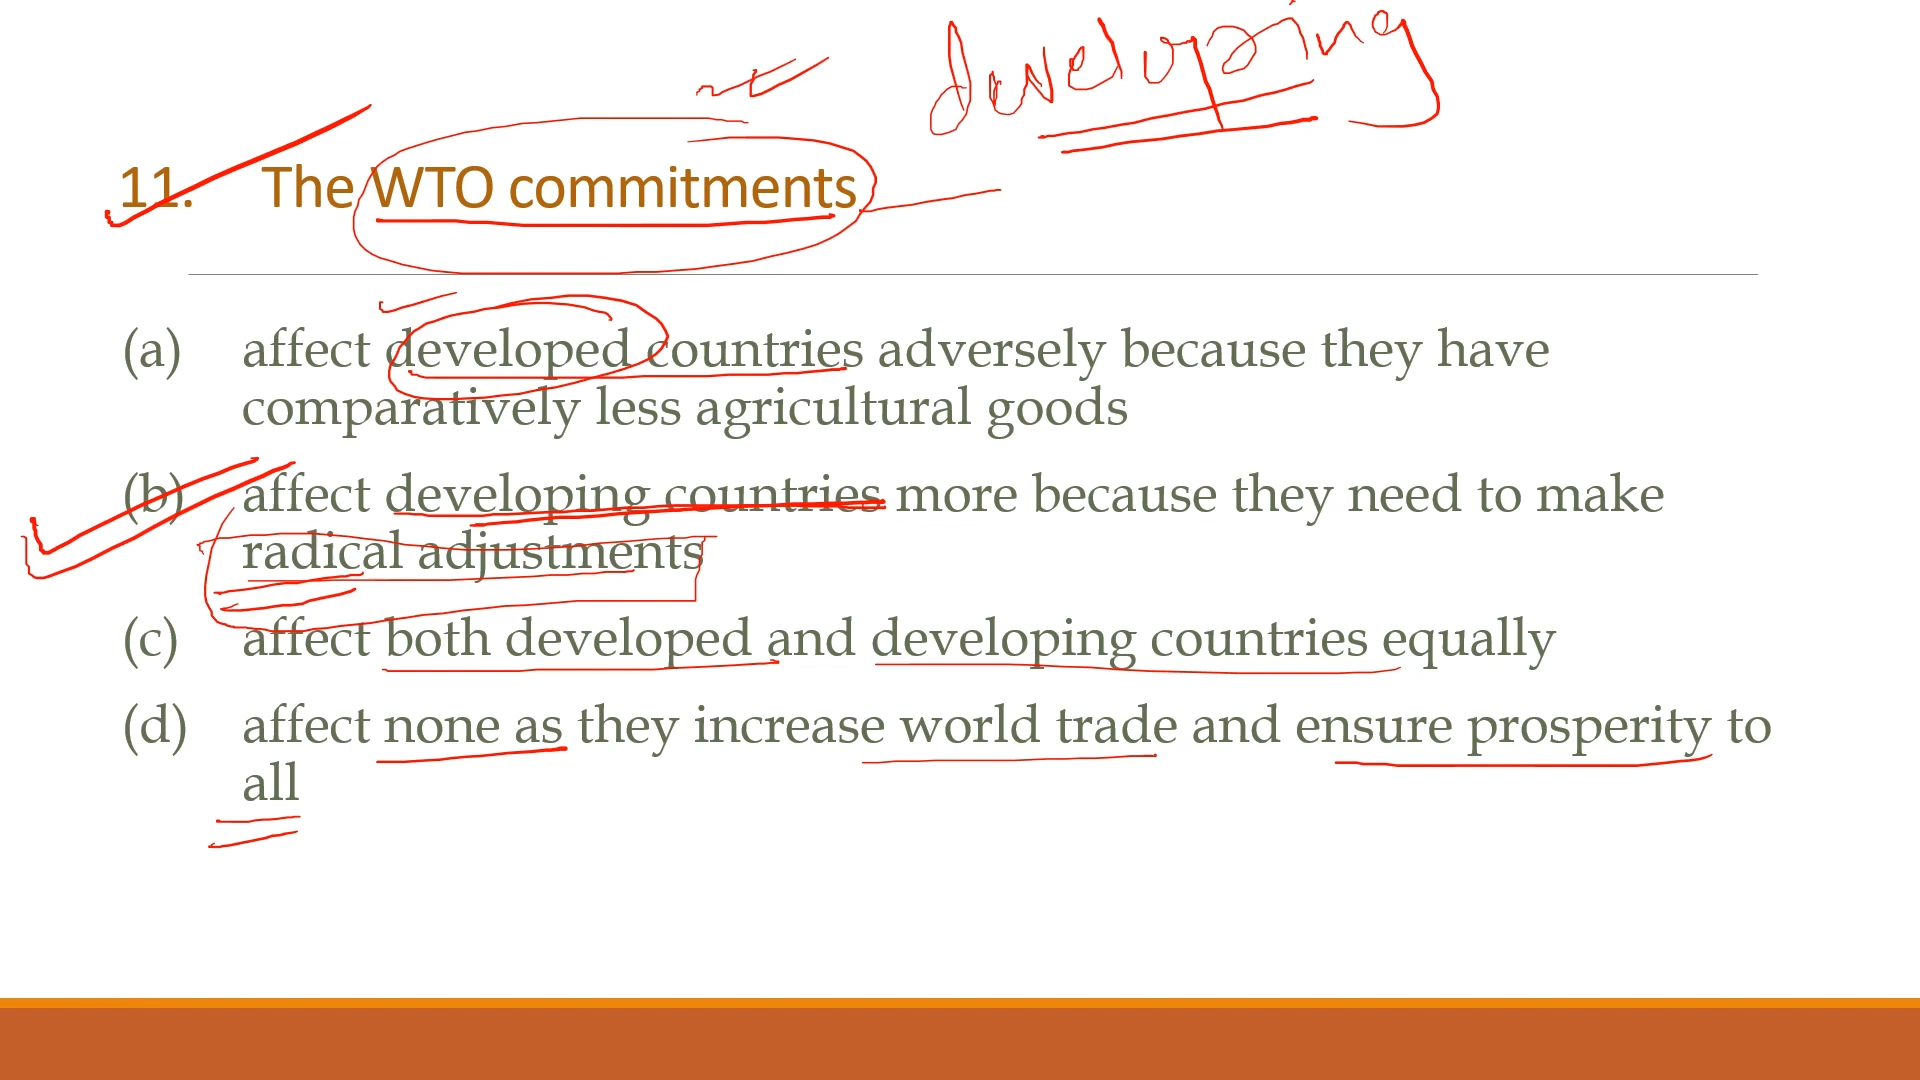 developing
11. The WTO commitments
(a) affect developed countries adversely because they have
comparatively less agricultural goods
(b) affect developing countries more because they need to make
radical adjustments
(c) affect both developed and developing countries equally
(d) affect none as they increase world trade and ensure prosperity to
all